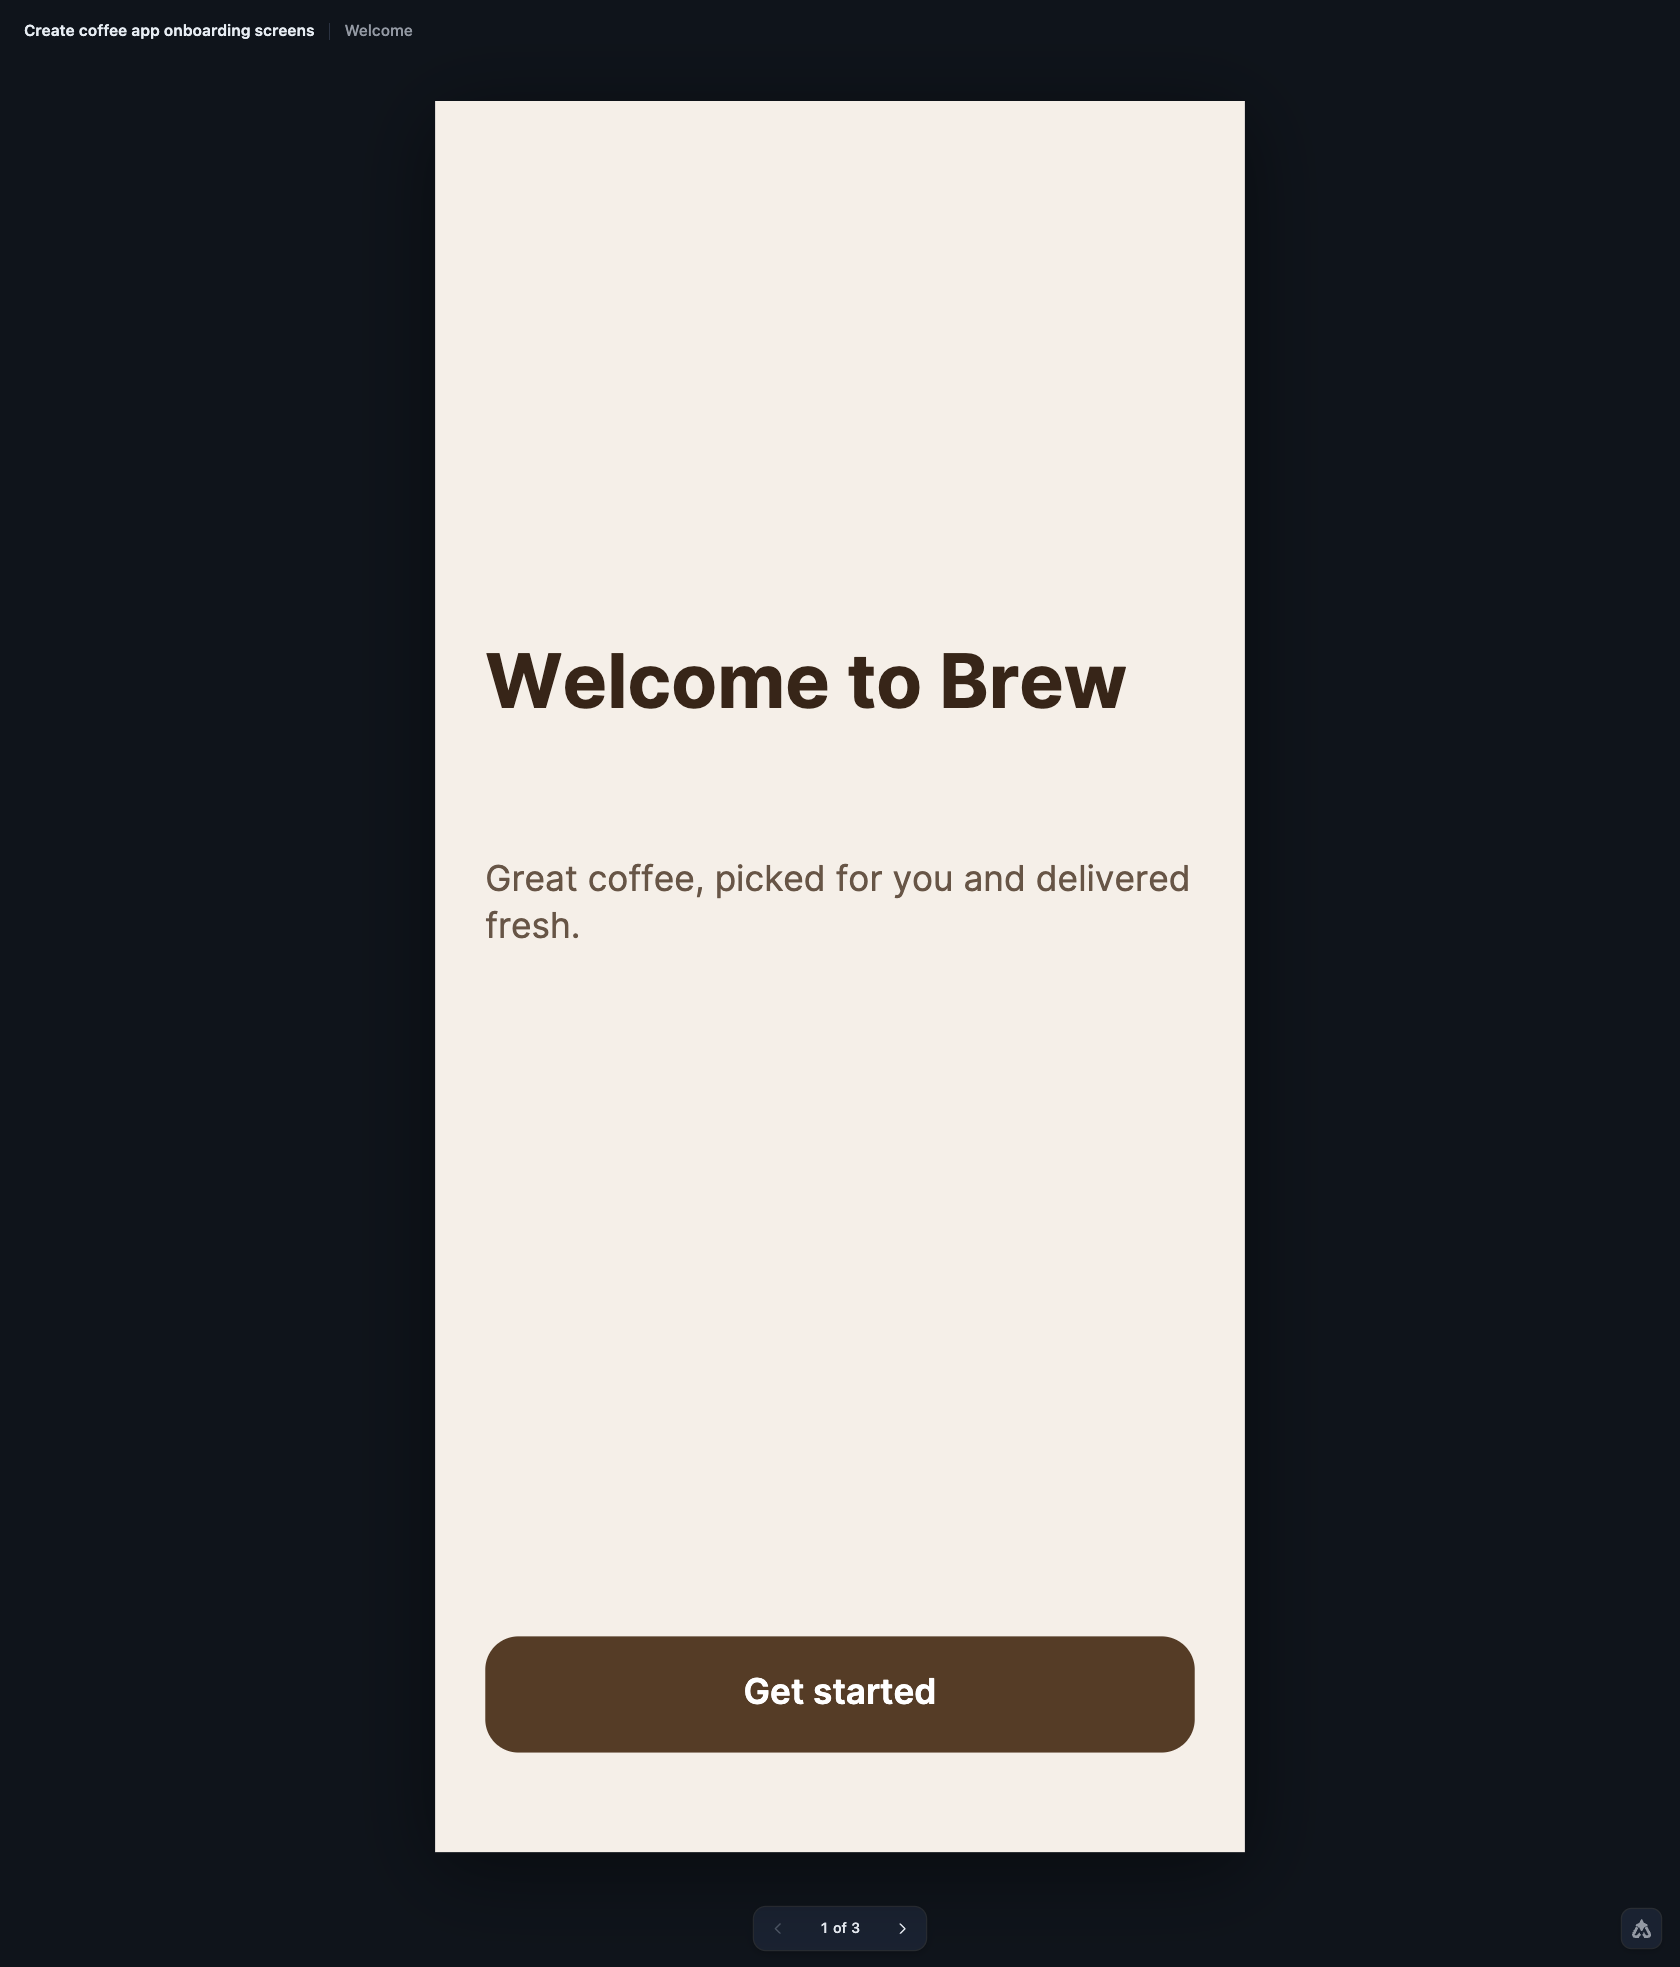 Create coffee app onboarding screens
Welcome
Welcome to Brew
Great coffee, picked for you and delivered
fresh.
Get started
1 of 3